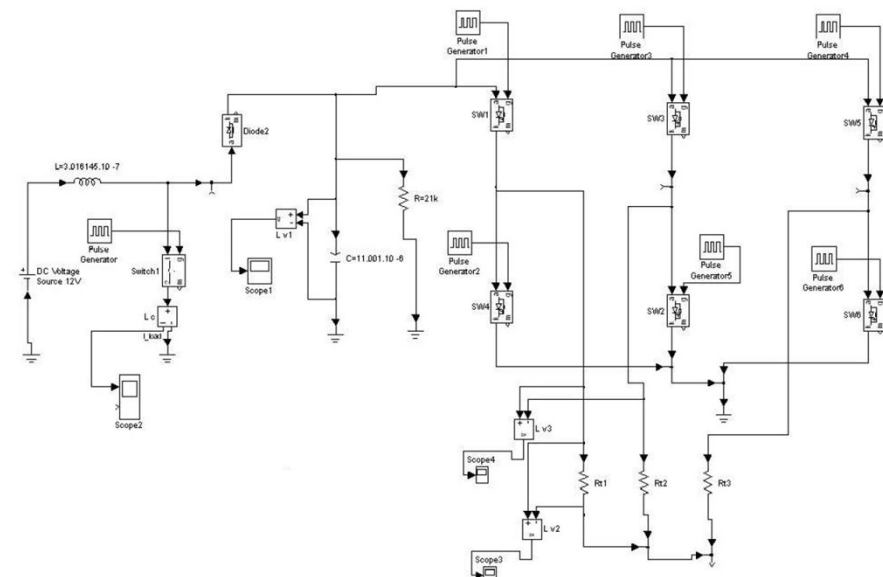 Pulse
Generator1
Pulse
Generator3
Pulse
Generator4
SW1
SW3
SW5
Diode2
L=3.016145.10 -7
R=21k
Pulse
Generator
Switch1
DC Voltage
Source 12V
L v1
Scope1
C=11.001.10 -6
Pulse
Generator2
Pulse
Generator5
Pulse
Generator6
SW4
SW2
SW6
L c
I_load
Scope2
L v3
Scope4
Rt1
Rt2
Rt3
L v2
Scope3